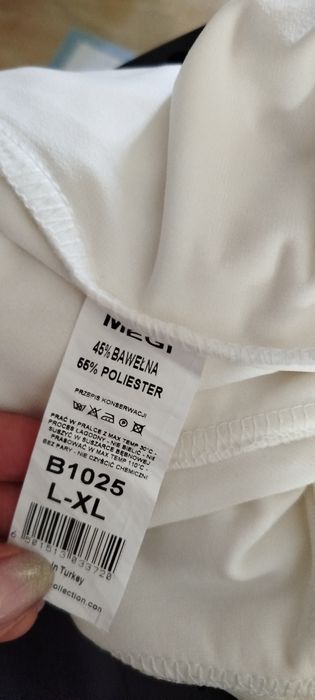 MEGI
45% BAWEŁNA
55% POLIESTER
PRZEPIS KONSERWACJI
PRAĆ W PRALCE Z MAX TEMP 30°C -
PROCES ŁAGODNY - NIE BIELIĆ - NIE
SUSZYĆ W SUSZARCE BĘBNOWEJ
PRASOWAĆ W MAX TEMP 110°C -
BEZ PARY - NIE CZYŚCIĆ CHEMICZNIE
B1025
L-XL
In Turkey
collection.com